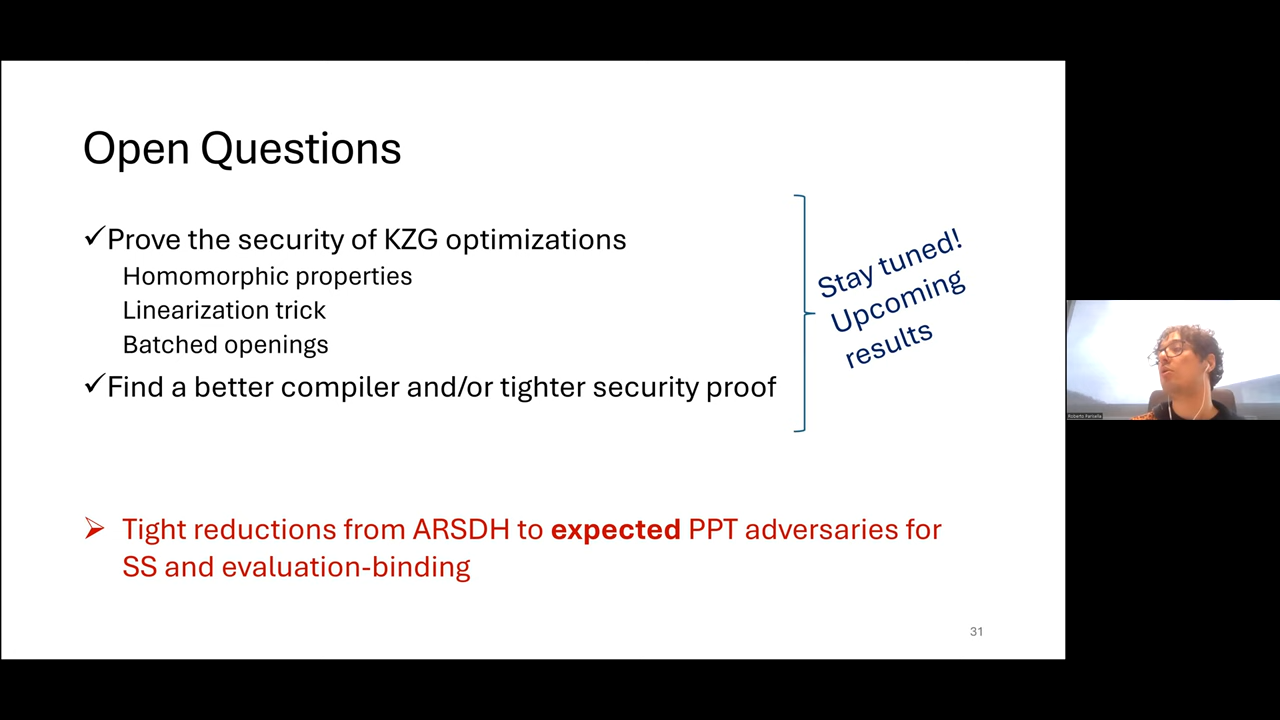 Open Questions
✓Prove the security of KZG optimizations
Homomorphic properties
Linearization trick
Batched openings
✓Find a better compiler and/or tighter security proof
Stay tuned!
Upcoming
results
➢ Tight reductions from ARSDH to expected PPT adversaries for
SS and evaluation-binding
31